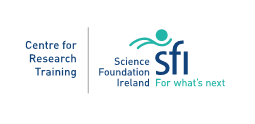 Centre for
Research
Training
Science
Foundation
Ireland
sfi
For what's next